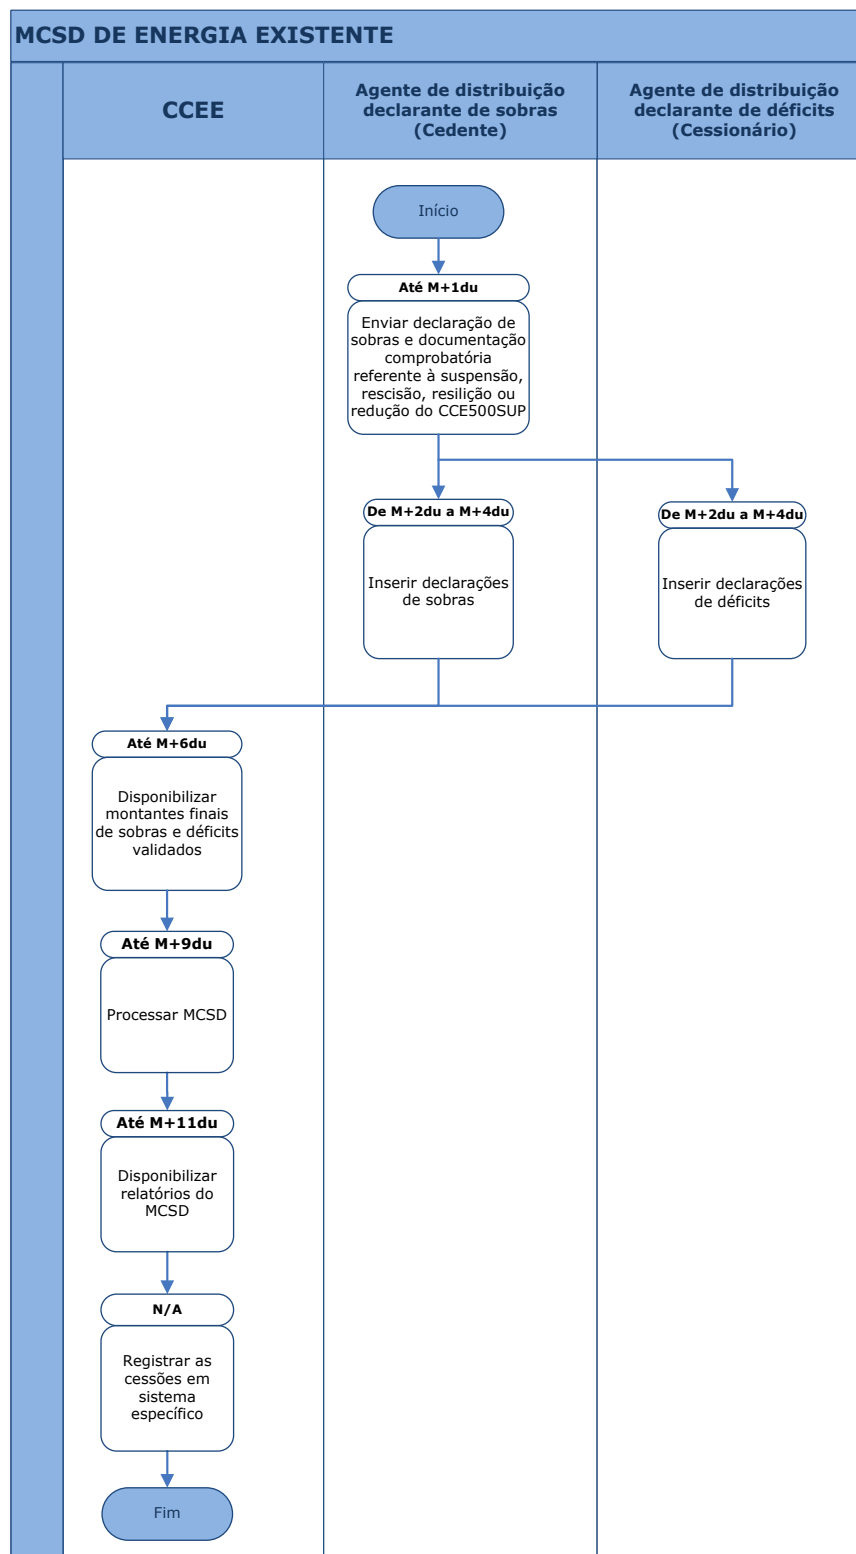 MCSD DE ENERGIA EXISTENTE
CCEE
Agente de distribuição
declarante de sobras
(Cedente)
Agente de distribuição
declarante de déficits
(Cessionário)
Início
Até M+1du
Enviar declaração de
sobras e documentação
comprobatória
referente à suspensão,
rescisão, resilição ou
redução do CCE500SUP
De M+2du a M+4du
Inserir declarações
de sobras
De M+2du a M+4du
Inserir declarações
de déficits
Até M+6du
Disponibilizar
montantes finais
de sobras e déficits
validados
Até M+9du
Processar MCSD
Até M+11du
Disponibilizar
relatórios do
MCSD
N/A
Registrar as
cessões em
sistema
específico
Fim